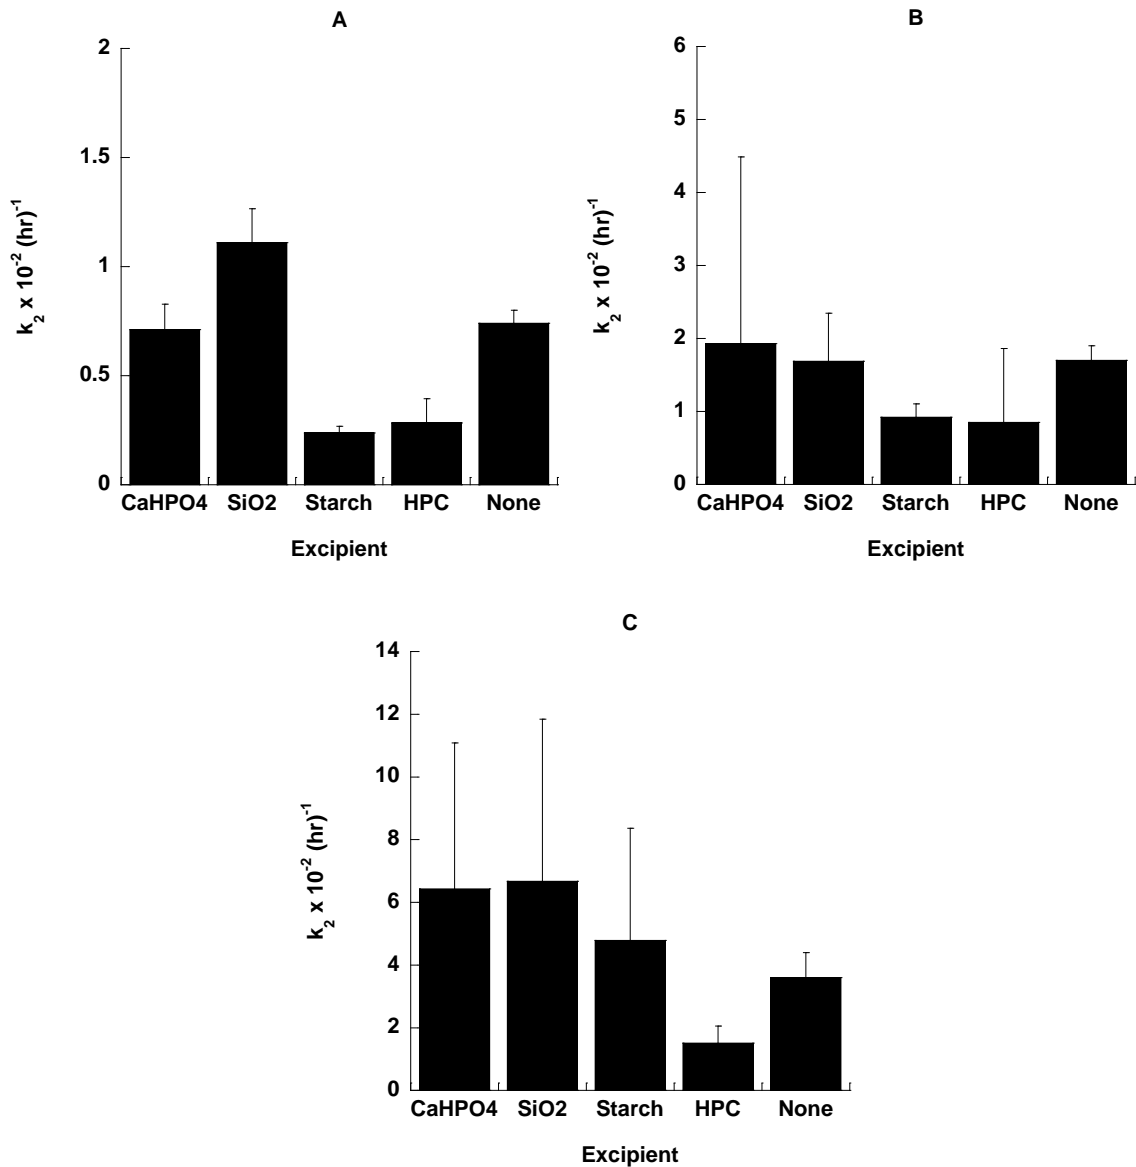 A
2
1.5
1
0.5
0
k2 x 10-2 (hr)-1
CaHPO4 SiO2 Starch HPC None
Excipient
B
6
5
4
3
2
1
0
k2 x 10-2 (hr)-1
CaHPO4 SiO2 Starch HPC None
Excipient
C
14
12
10
8
6
4
2
0
k2 x 10-2 (hr)-1
CaHPO4 SiO2 Starch HPC None
Excipient